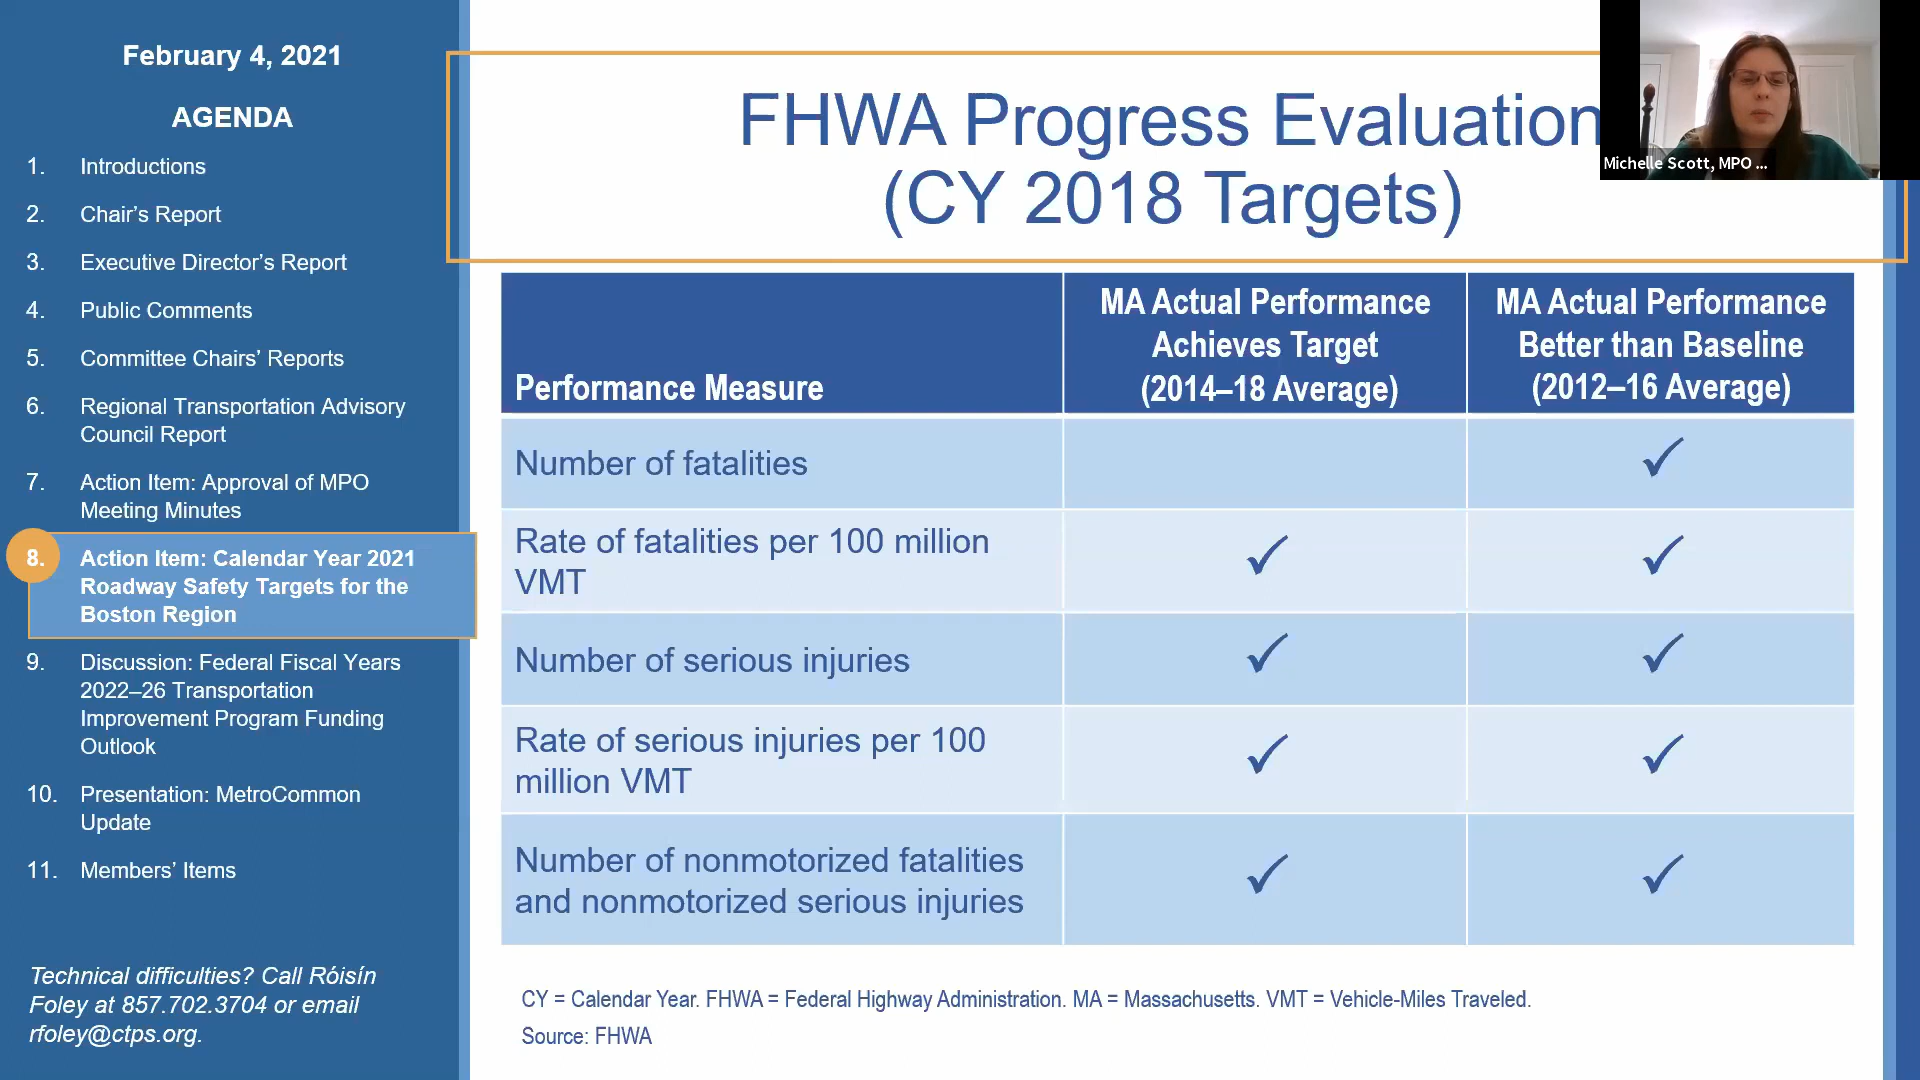 February 4, 2021
AGENDA
1. Introductions
2. Chair's Report
3. Executive Director's Report
4. Public Comments
5. Committee Chairs' Reports
6. Regional Transportation Advisory
Council Report
7. Action Item: Approval of MPO
Meeting Minutes
8. Action Item: Calendar Year 2021
Roadway Safety Targets for the
Boston Region
9. Discussion: Federal Fiscal Years
2022–26 Transportation
Improvement Program Funding
Outlook
10. Presentation: MetroCommon
Update
11. Members' Items
Technical difficulties? Call Róisín
Foley at 857.702.3704 or email
rfoley@ctps.org.
FHWA Progress Evaluation
(CY 2018 Targets)
Michelle Scott, MPO ...
Performance Measure
MA Actual Performance
Achieves Target
(2014–18 Average)
MA Actual Performance
Better than Baseline
(2012–16 Average)
Number of fatalities
✓
Rate of fatalities per 100 million
VMT
✓ ✓
Number of serious injuries
✓ ✓
Rate of serious injuries per 100
million VMT
✓ ✓
Number of nonmotorized fatalities
and nonmotorized serious injuries
✓ ✓
CY = Calendar Year. FHWA = Federal Highway Administration. MA = Massachusetts. VMT = Vehicle-Miles Traveled.
Source: FHWA